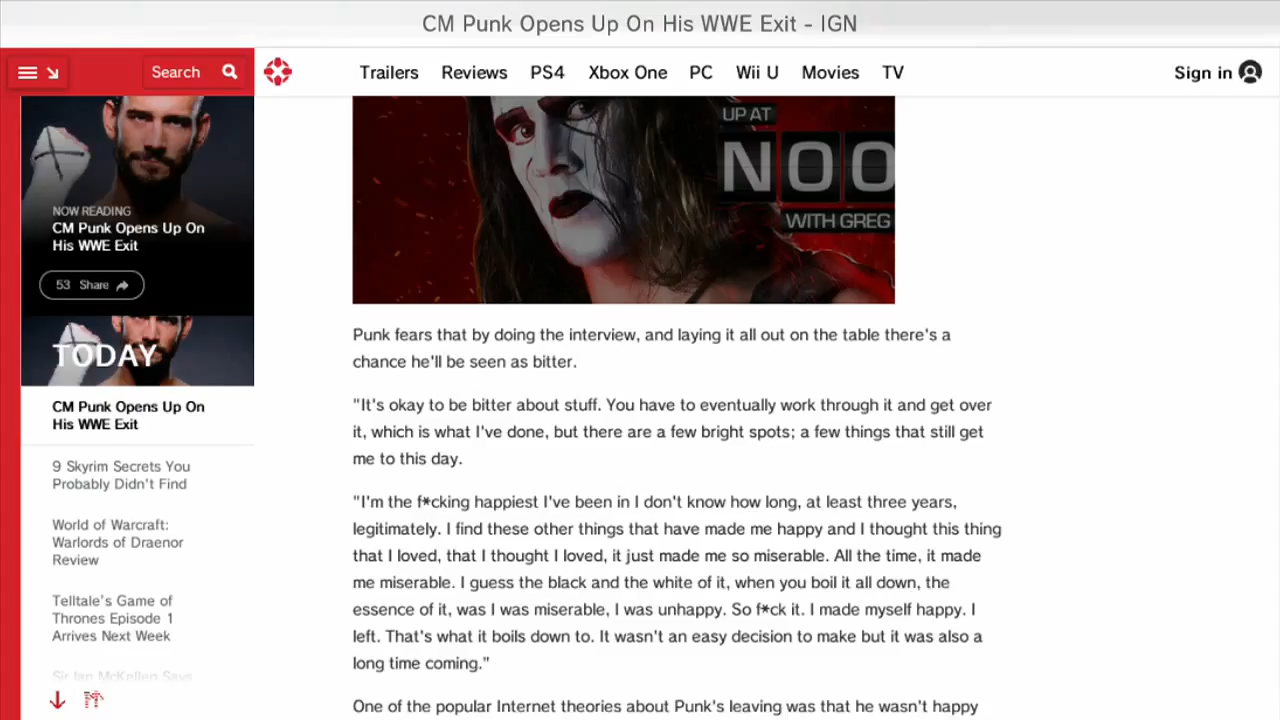 CM Punk Opens Up On His WWE Exit - IGN
Search
Trailers Reviews PS4 Xbox One PC Wii U Movies TV
Sign in
NOW READING
CM Punk Opens Up On
His WWE Exit
53 Share
TODAY
CM Punk Opens Up On
His WWE Exit
9 Skyrim Secrets You
Probably Didn't Find
World of Warcraft:
Warlords of Draenor
Review
Telltale's Game of
Thrones Episode 1
Arrives Next Week
Sir Ian McKellen Says
UP AT
NOO
WITH GREG
Punk fears that by doing the interview, and laying it all out on the table there's a
chance he'll be seen as bitter.
"It's okay to be bitter about stuff. You have to eventually work through it and get over
it, which is what I've done, but there are a few bright spots; a few things that still get
me to this day.
"I'm the f*cking happiest I've been in I don't know how long, at least three years,
legitimately. I find these other things that have made me happy and I thought this thing
that I loved, that I thought I loved, it just made me so miserable. All the time, it made
me miserable. I guess the black and the white of it, when you boil it all down, the
essence of it, was I was miserable, I was unhappy. So f*ck it. I made myself happy. I
left. That's what it boils down to. It wasn't an easy decision to make but it was also a
long time coming."
One of the popular Internet theories about Punk's leaving was that he wasn't happy